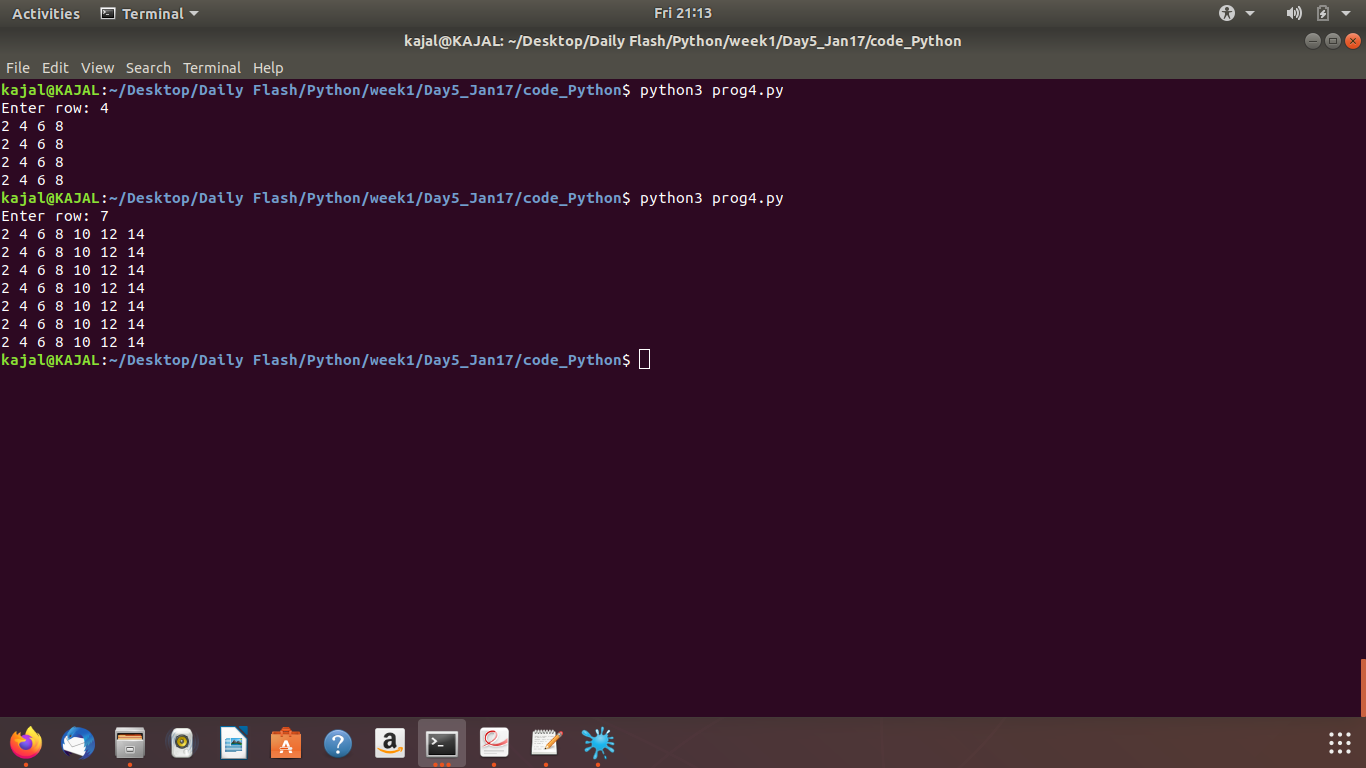 Activities Terminal Fri 21:13
kajal@KAJAL: ~/Desktop/Daily Flash/Python/week1/Day5_Jan17/code_Python
File Edit View Search Terminal Help
kajal@KAJAL:~/Desktop/Daily Flash/Python/week1/Day5_Jan17/code_Python$ python3 prog4.py
Enter row: 4
2 4 6 8
2 4 6 8
2 4 6 8
2 4 6 8
kajal@KAJAL:~/Desktop/Daily Flash/Python/week1/Day5_Jan17/code_Python$ python3 prog4.py
Enter row: 7
2 4 6 8 10 12 14
2 4 6 8 10 12 14
2 4 6 8 10 12 14
2 4 6 8 10 12 14
2 4 6 8 10 12 14
2 4 6 8 10 12 14
2 4 6 8 10 12 14
kajal@KAJAL:~/Desktop/Daily Flash/Python/week1/Day5_Jan17/code_Python$